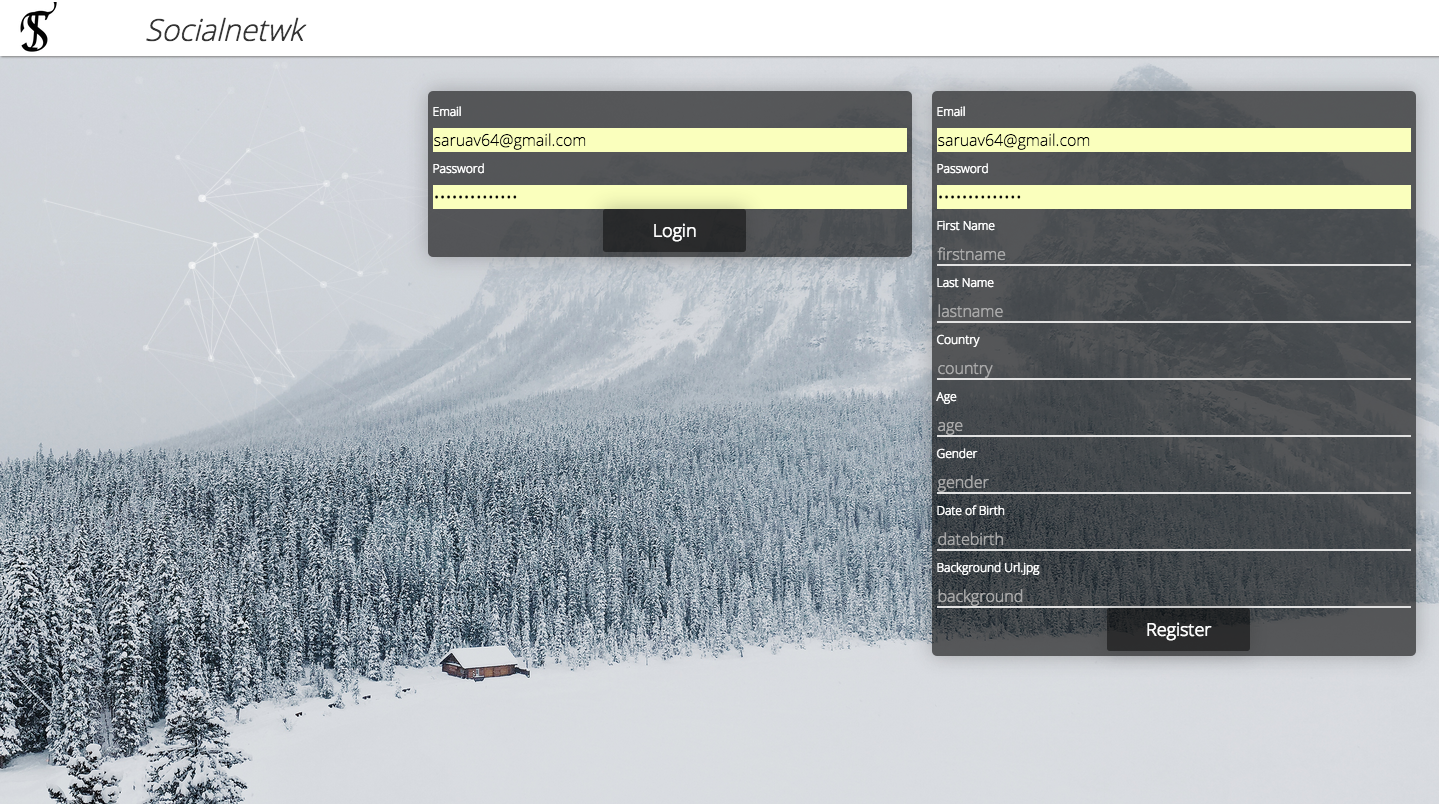 Socialnetwk
Email
saruav64@gmail.com
Password
••••••••••••••
Login
Email
saruav64@gmail.com
Password
••••••••••••••
First Name
firstname
Last Name
lastname
Country
country
Age
age
Gender
gender
Date of Birth
datebirth
Background Url.jpg
background
Register